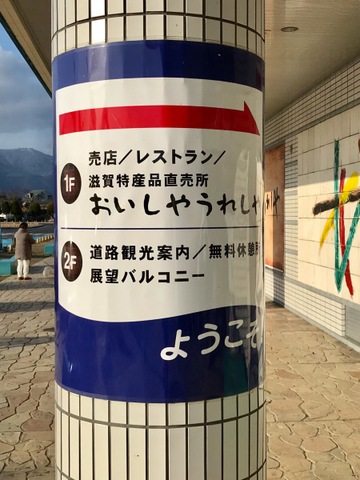 1F
売店／レストラン／
滋賀特産品直売所
おいしやうれしや
2F
道路観光案内／無料休憩
展望バルコニー
ようこそ